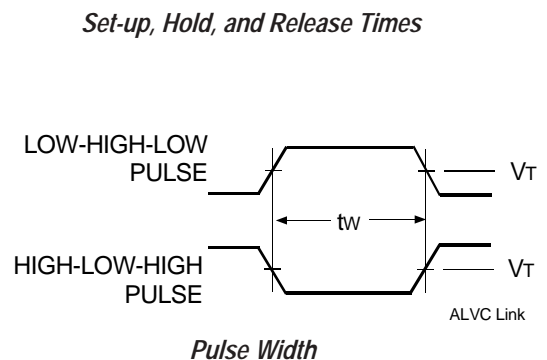 Set-up, Hold, and Release Times
LOW-HIGH-LOW
PULSE
VT
tW
HIGH-LOW-HIGH
PULSE
VT
ALVC Link
Pulse Width